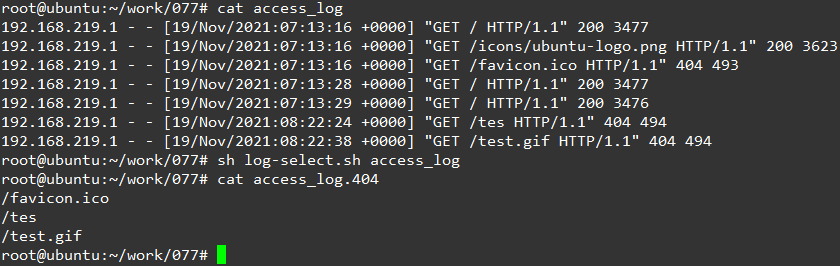 root@ubuntu:~/work/077# cat access_log
192.168.219.1 - - [19/Nov/2021:07:13:16 +0000] "GET / HTTP/1.1" 200 3477
192.168.219.1 - - [19/Nov/2021:07:13:16 +0000] "GET /icons/ubuntu-logo.png HTTP/1.1" 200 3623
192.168.219.1 - - [19/Nov/2021:07:13:16 +0000] "GET /favicon.ico HTTP/1.1" 404 493
192.168.219.1 - - [19/Nov/2021:07:13:28 +0000] "GET / HTTP/1.1" 200 3477
192.168.219.1 - - [19/Nov/2021:07:13:29 +0000] "GET / HTTP/1.1" 200 3476
192.168.219.1 - - [19/Nov/2021:08:22:24 +0000] "GET /tes HTTP/1.1" 404 494
192.168.219.1 - - [19/Nov/2021:08:22:38 +0000] "GET /test.gif HTTP/1.1" 404 494
root@ubuntu:~/work/077# sh log-select.sh access_log
root@ubuntu:~/work/077# cat access_log.404
/favicon.ico
/tes
/test.gif
root@ubuntu:~/work/077#